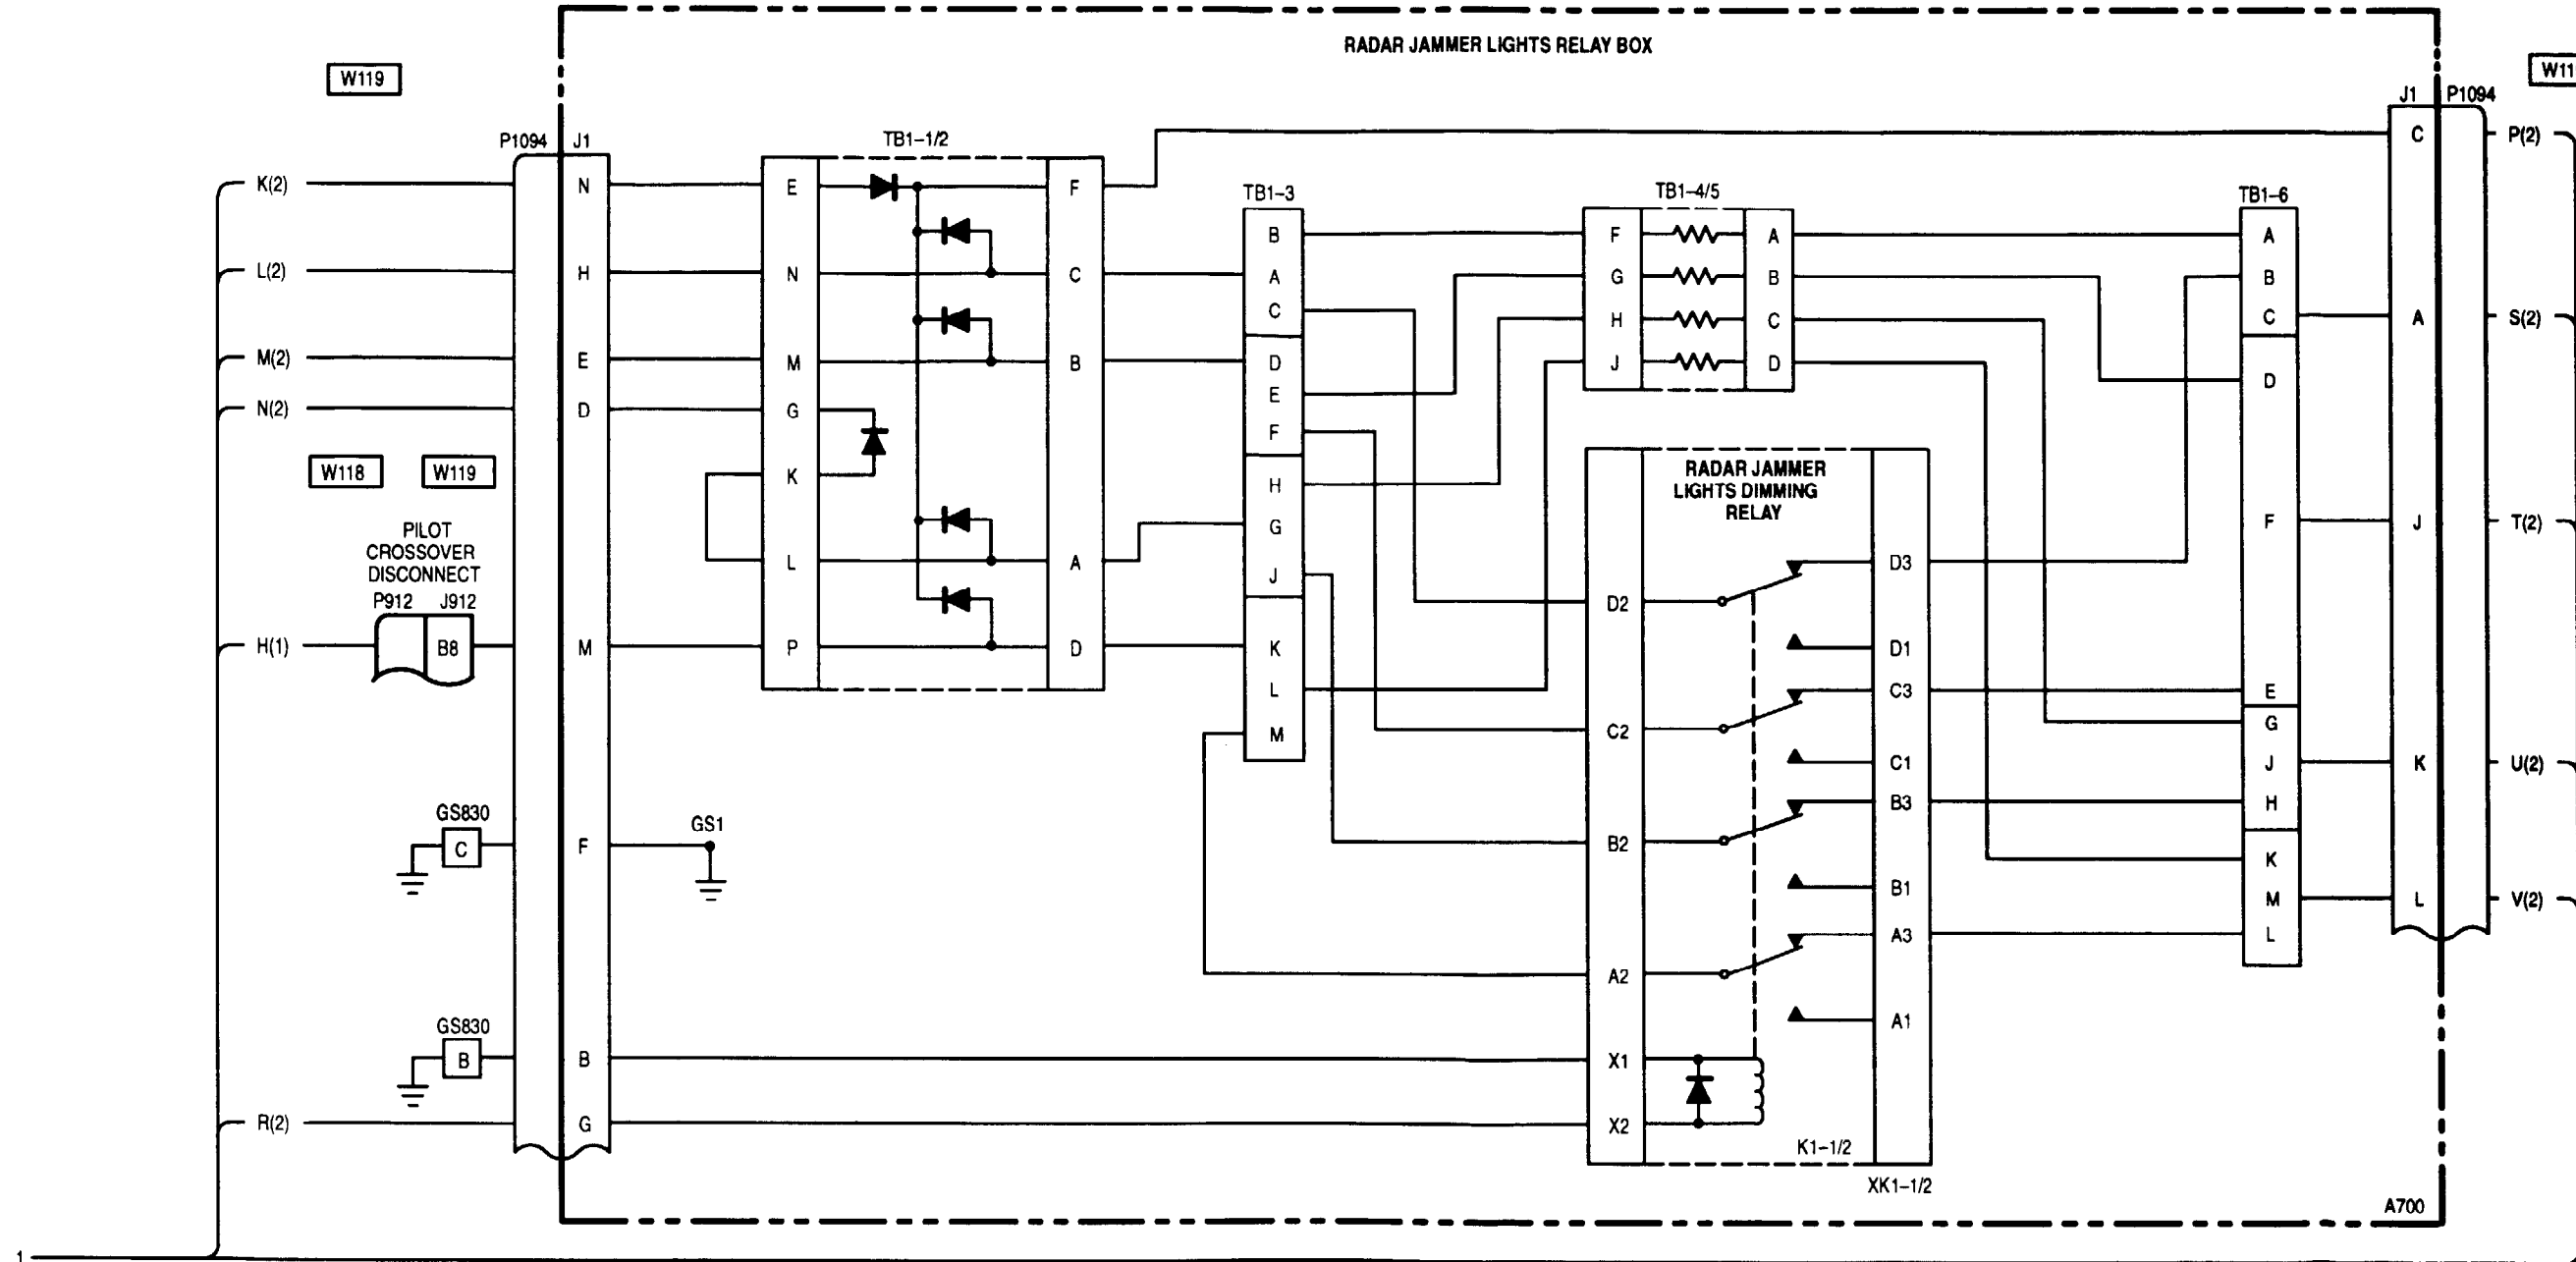 RADAR JAMMER LIGHTS RELAY BOX
W119
W11
J1
P1094
P1094
J1
TB1-1/2
C
P(2)
K(2)
N
E
F
TB1-3
TB1-4/5
TB1-6
B
F
A
A
L(2)
H
N
C
A
G
B
B
C
H
C
C
A
S(2)
M(2)
E
M
B
D
J
D
D
N(2)
D
G
E
F
W118
W119
K
H
RADAR JAMMER
LIGHTS DIMMING
RELAY
PILOT
CROSSOVER
DISCONNECT
G
F
J
T(2)
L
A
J
D3
P912
J912
D2
H(1)
B8
M
P
D
K
D1
L
C3
E
M
C2
G
C1
J
K
U(2)
GS830
GS1
B3
H
C
F
B2
K
B1
M
L
V(2)
A3
L
A2
GS830
A1
B
B
X1
R(2)
G
X2
K1-1/2
XK1-1/2
A700
1